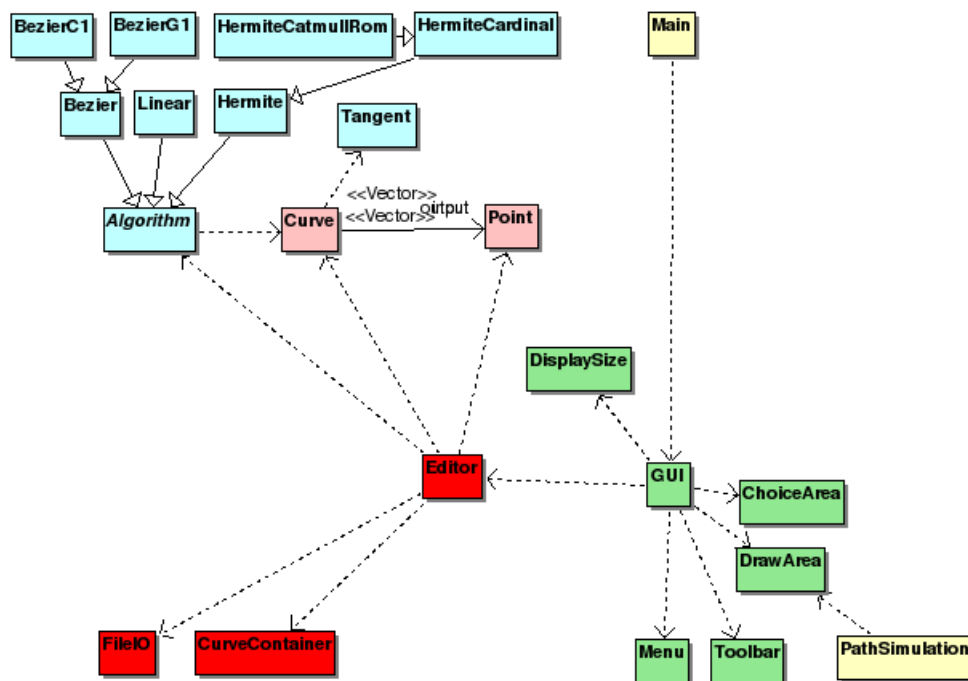 BezierC1
BezierG1
HermiteCatmullRom
HermiteCardinal
Main
Bezier
Linear
Hermite
Tangent
<<Vector>>
output
<<Vector>>
Algorithm
Curve
Point
DisplaySize
Editor
GUI
ChoiceArea
DrawArea
FileIO
CurveContainer
Menu
Toolbar
PathSimulation